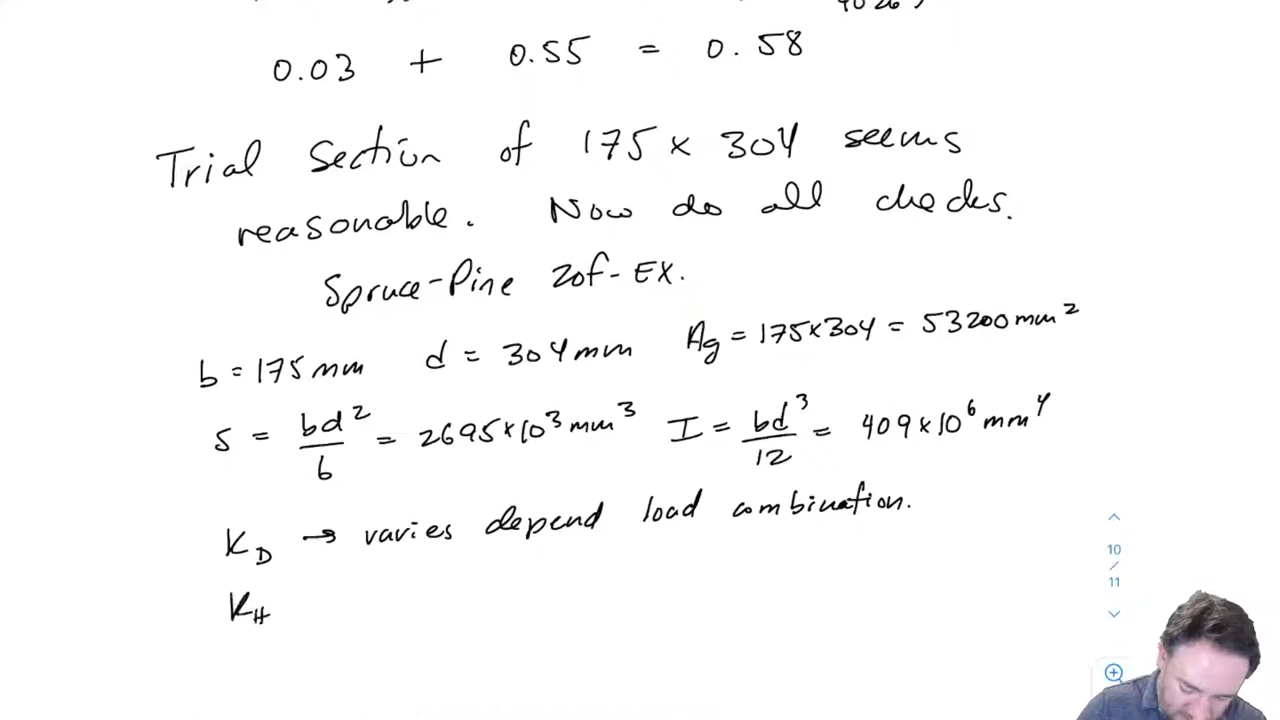 0.03 + 0.55 = 0.58
Trial Section of 175 x 304 seems
reasonable. Now do all checks.
Spruce-Pine 20f-EX.
b = 175 mm d = 304 mm Ag = 175x304 = 53200 mm²
S = bd²/6 = 2695x10³ mm³ I = bd³/12 = 409x10⁶ mm⁴
K_D → varies depend load combination.
K_H
10
/
11